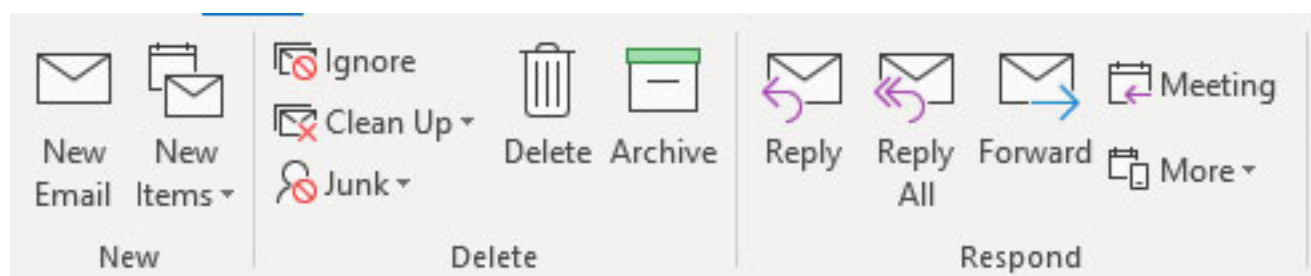 New Email
New Items
Ignore
Clean Up
Junk
Delete
Archive
Reply
Reply All
Forward
Meeting
More
New
Delete
Respond